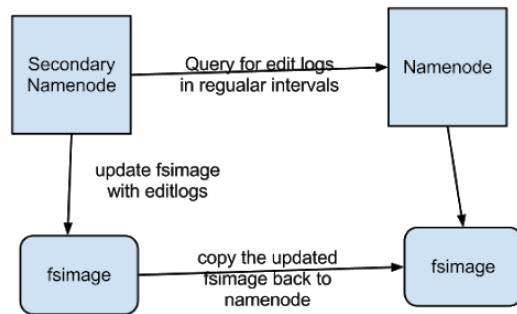 Secondary
Namenode
Query for edit logs
in regualar intervals
Namenode
update fsimage
with editlogs
fsimage
copy the updated
fsimage back to
namenode
fsimage